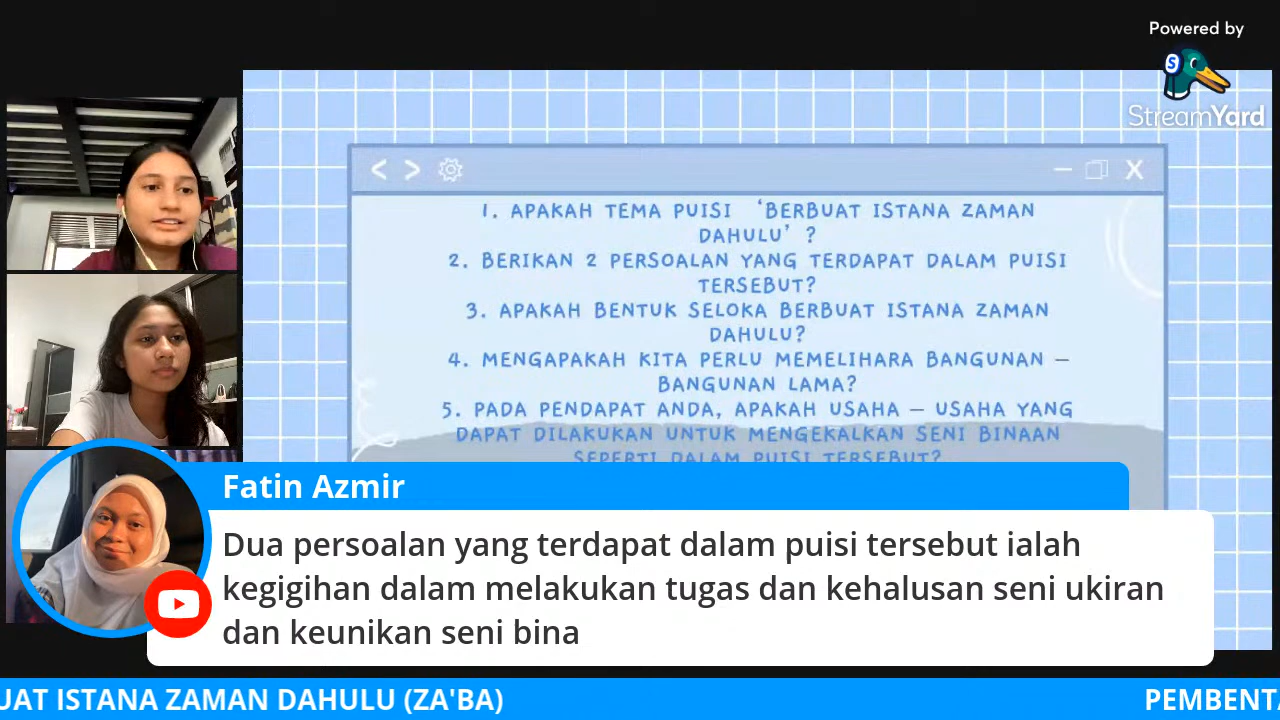 Powered by
StreamYard
1. APAKAH TEMA PUISI 'BERBUAT ISTANA ZAMAN
DAHULU' ?
2. BERIKAN 2 PERSOALAN YANG TERDAPAT DALAM PUISI
TERSEBUT?
3. APAKAH BENTUK SELOKA BERBUAT ISTANA ZAMAN
DAHULU?
4. MENGAPAKAH KITA PERLU MEMELIHARA BANGUNAN –
BANGUNAN LAMA?
5. PADA PENDAPAT ANDA, APAKAH USAHA – USAHA YANG
DAPAT DILAKUKAN UNTUK MENGEKALKAN SENI BINAAN
SEPERTI DALAM PUISI TERSEBUT?
Fatin Azmir
Dua persoalan yang terdapat dalam puisi tersebut ialah
kegigihan dalam melakukan tugas dan kehalusan seni ukiran
dan keunikan seni bina
UAT ISTANA ZAMAN DAHULU (ZA'BA) PEMBENTA